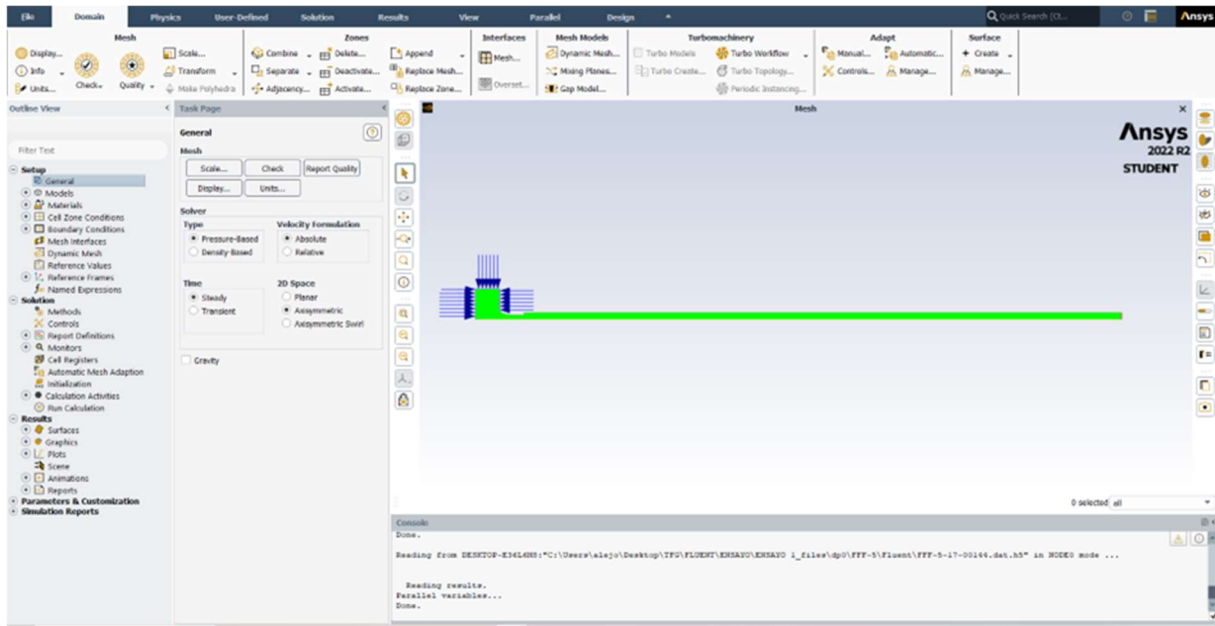 File Domain Physics User-Defined Solution Results View Parallel Design Quick Search (Ct... Ansys
Mesh Zones Interfaces Mesh Models Turbomachinery Adapt Surface
Display... Scale... Combine Delete... Append Mesh... Dynamic Mesh... Turbo Models Turbo Workflow Manual... Automatic... Create
Info Transform Separate Deactivate... Replace Mesh... Mixing Planes... Turbo Create... Turbo Topology... Controls... Manage... Manage...
Units... Check Quality Make Polyhedra Adjacency... Activate... Replace Zone... Overset... Gap Model... Periodic Instancing...
Outline View
Filter Text
Setup
General
Models
Materials
Cell Zone Conditions
Boundary Conditions
Mesh Interfaces
Dynamic Mesh
Reference Values
Reference Frames
Named Expressions
Solution
Methods
Controls
Report Definitions
Monitors
Cell Registers
Automatic Mesh Adaption
Initialization
Calculation Activities
Run Calculation
Results
Surfaces
Graphics
Plots
Scene
Animations
Reports
Parameters & Customization
Simulation Reports
Task Page
General
Mesh
Scale... Check Report Quality
Display... Units...
Solver
Type Velocity Formulation
Pressure-Based Absolute
Density-Based Relative
Time 2D Space
Steady Planar
Transient Axisymmetric
Axisymmetric Swirl
Gravity
Mesh
Ansys
2022 R2
STUDENT
0 selected all
Console
Done.
Reading from DESKTOP-E36L6H5:"C:\Users\alejo\Desktop\TFG\FLUENT\ENSAYO\ENSAYO 1_files\dp0\FFF-5\Fluent\FFF-5-17-00144.dat.h5" in NODE0 mode ...
Reading results.
Parallel variables...
Done.